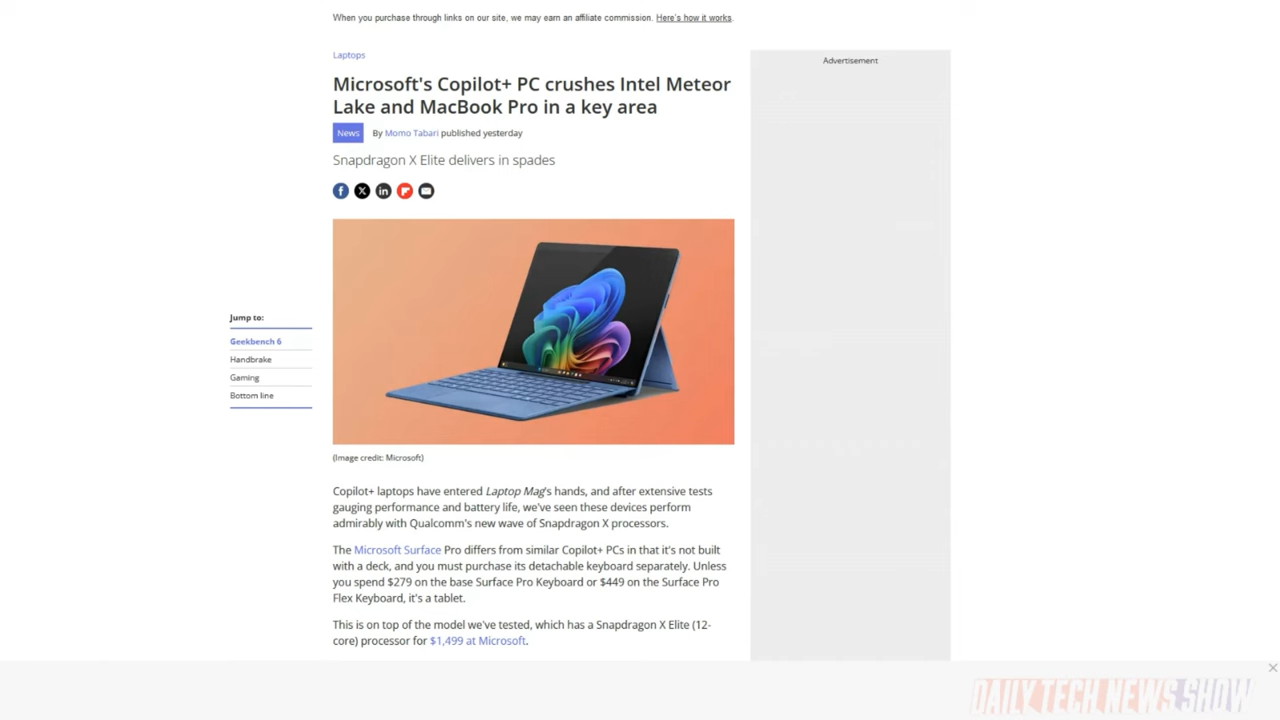 When you purchase through links on our site, we may earn an affiliate commission. Here's how it works.
Laptops
Advertisement
Microsoft's Copilot+ PC crushes Intel Meteor
Lake and MacBook Pro in a key area
News By Momo Tabari published yesterday
Snapdragon X Elite delivers in spades
Jump to:
Geekbench 6
Handbrake
Gaming
Bottom line
(Image credit: Microsoft)
Copilot+ laptops have entered Laptop Mag's hands, and after extensive tests
gauging performance and battery life, we've seen these devices perform
admirably with Qualcomm's new wave of Snapdragon X processors.
The Microsoft Surface Pro differs from similar Copilot+ PCs in that it's not built
with a deck, and you must purchase its detachable keyboard separately. Unless
you spend $279 on the base Surface Pro Keyboard or $449 on the Surface Pro
Flex Keyboard, it's a tablet.
This is on top of the model we've tested, which has a Snapdragon X Elite (12-
core) processor for $1,499 at Microsoft.
DAILY TECH NEWS SHOW